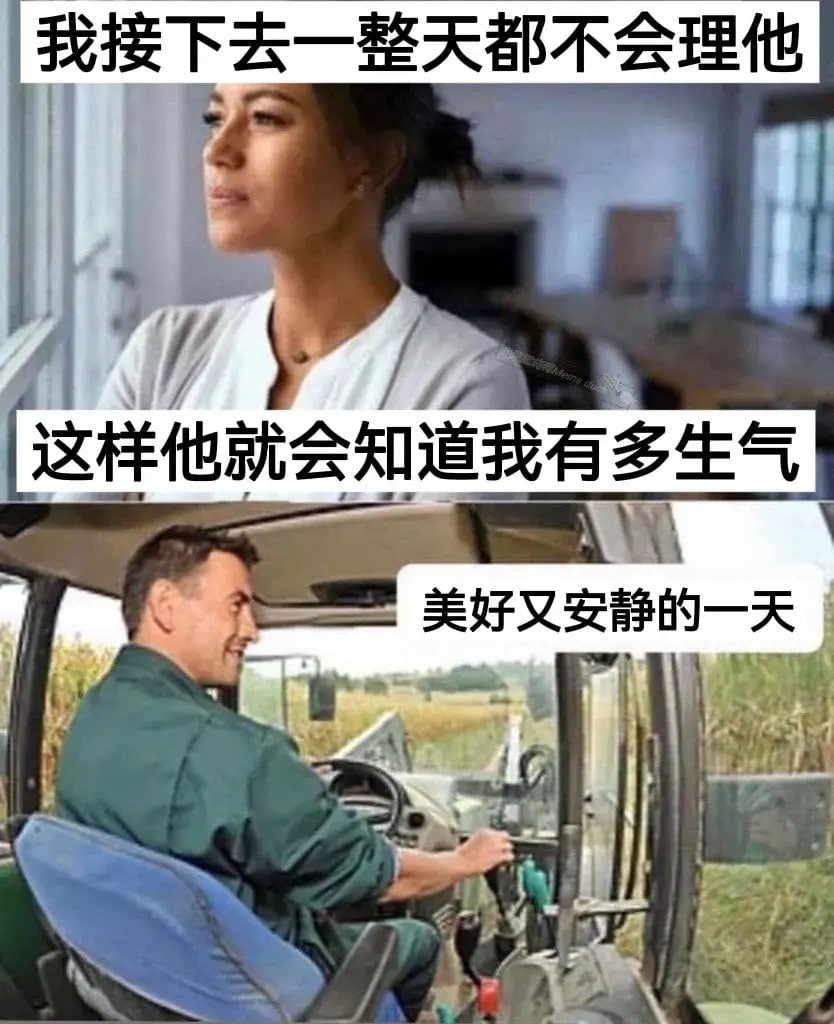 我接下去一整天都不会理他
这样他就会知道我有多生气
美好又安静的一天